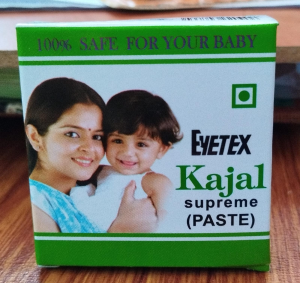 100% SAFE FOR YOUR BABY
EYETEX
Kajal
supreme
(PASTE)